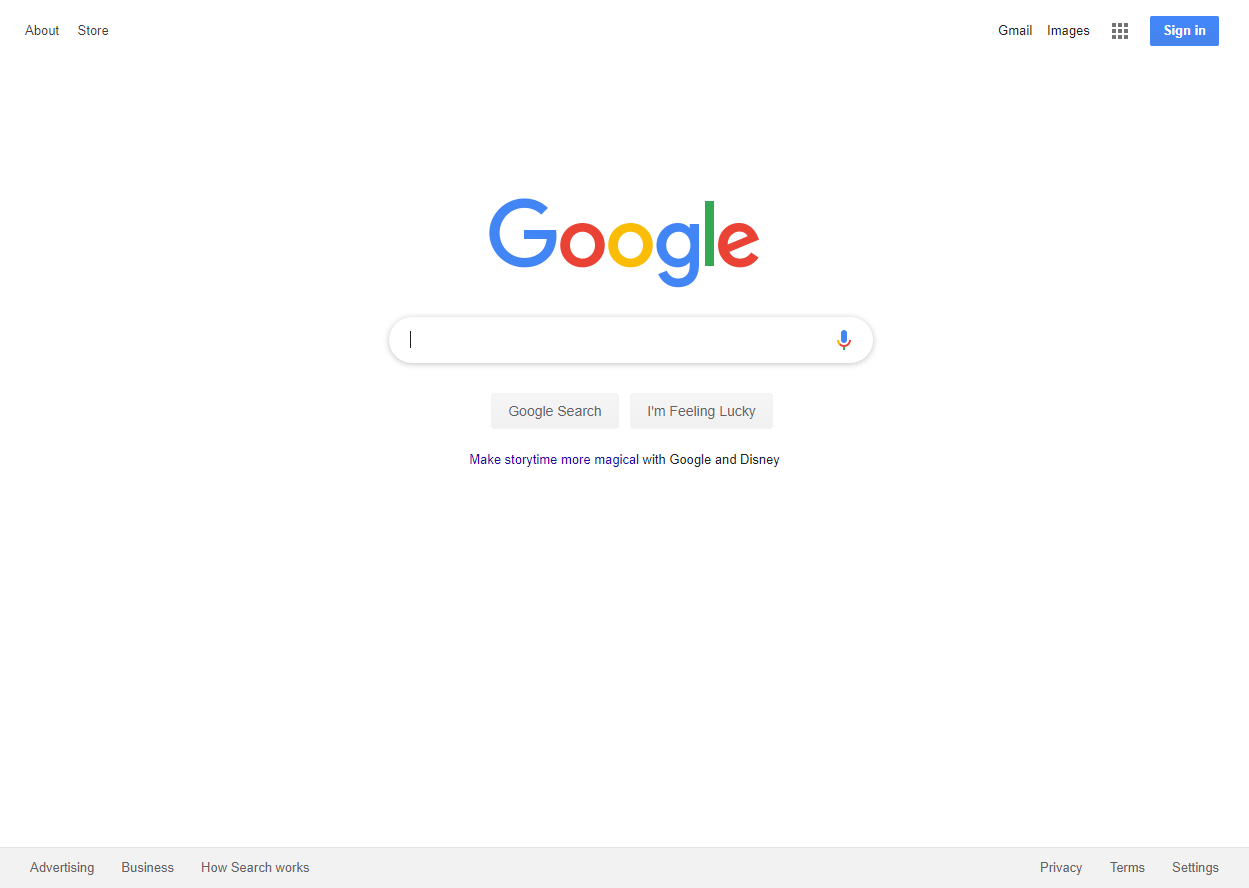 About Store Gmail Images Sign in
Google
Google Search I'm Feeling Lucky
Make storytime more magical with Google and Disney
Advertising Business How Search works Privacy Terms Settings